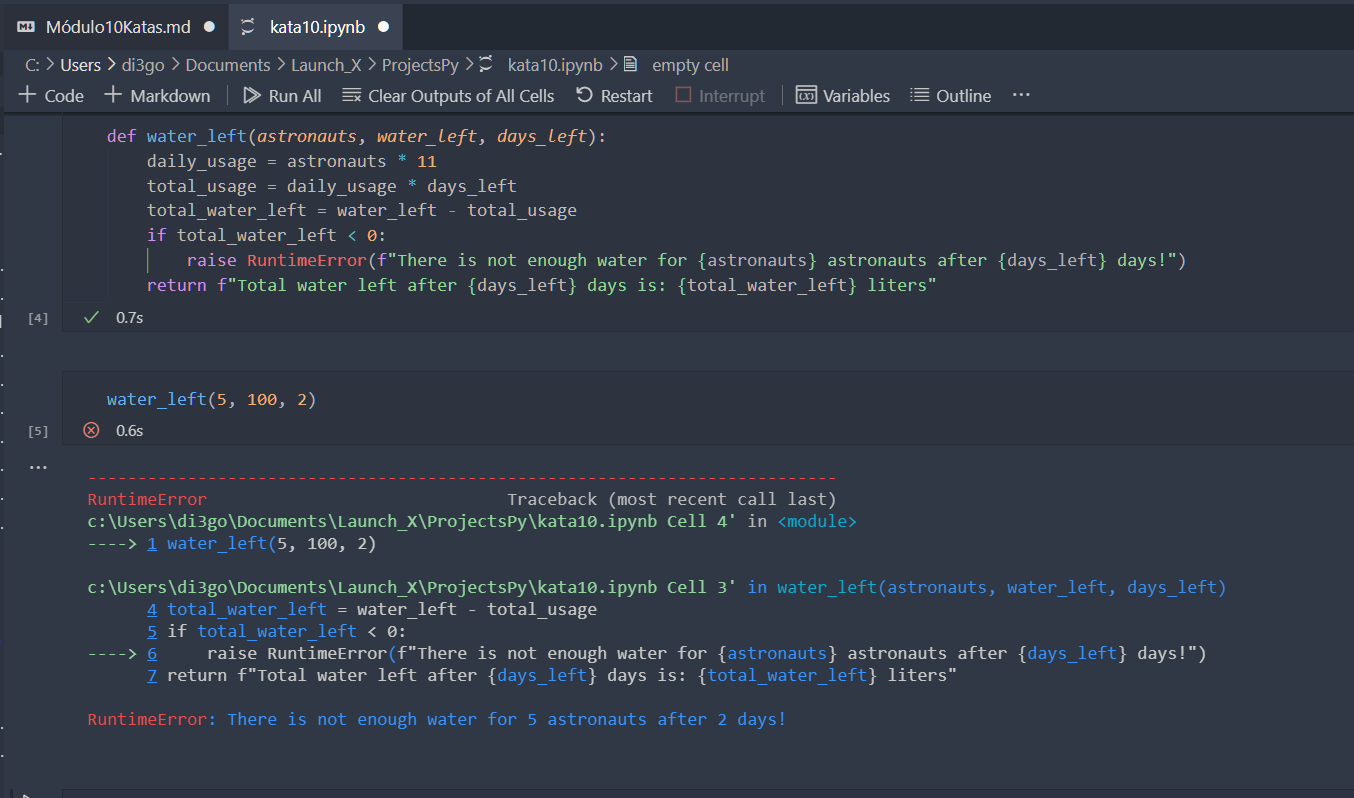 Módulo10Katas.md ● kata10.ipynb ●
C: > Users > di3go > Documents > Launch_X > ProjectsPy > kata10.ipynb > empty cell
+ Code + Markdown | Run All Clear Outputs of All Cells Restart Interrupt | Variables Outline ...
def water_left(astronauts, water_left, days_left):
    daily_usage = astronauts * 11
    total_usage = daily_usage * days_left
    total_water_left = water_left - total_usage
    if total_water_left < 0:
        raise RuntimeError(f"There is not enough water for {astronauts} astronauts after {days_left} days!")
    return f"Total water left after {days_left} days is: {total_water_left} liters"
[4] ✓ 0.7s
water_left(5, 100, 2)
[5] 0.6s
...
---------------------------------------------------------------------------
RuntimeError                              Traceback (most recent call last)
c:\Users\di3go\Documents\Launch_X\ProjectsPy\kata10.ipynb Cell 4' in <module>
----> 1 water_left(5, 100, 2)
c:\Users\di3go\Documents\Launch_X\ProjectsPy\kata10.ipynb Cell 3' in water_left(astronauts, water_left, days_left)
      4 total_water_left = water_left - total_usage
      5 if total_water_left < 0:
----> 6     raise RuntimeError(f"There is not enough water for {astronauts} astronauts after {days_left} days!")
      7 return f"Total water left after {days_left} days is: {total_water_left} liters"
RuntimeError: There is not enough water for 5 astronauts after 2 days!